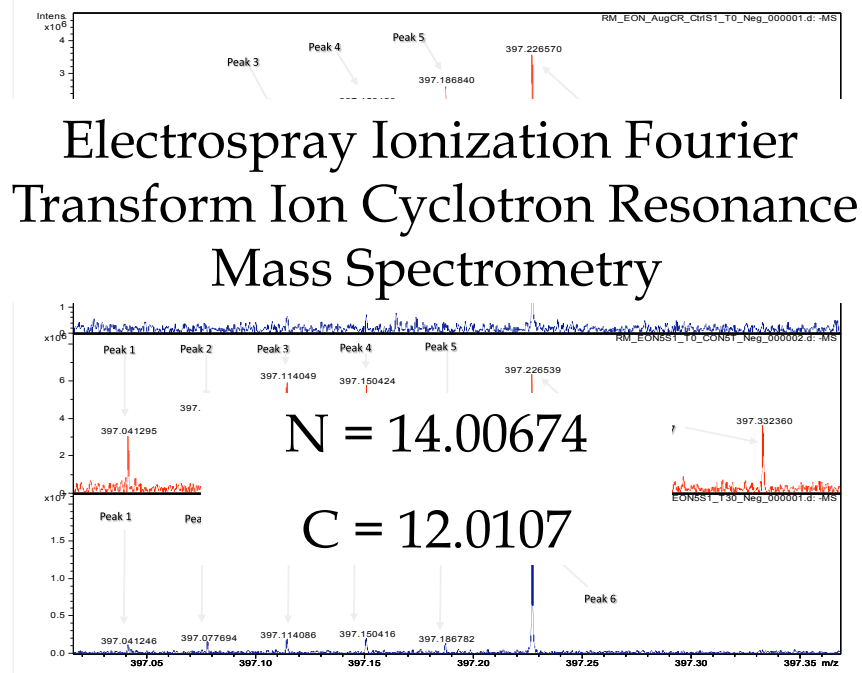 Intens.
x10⁶
RM_EON_AugCR_CtrlS1_T0_Neg_000001.d: -MS
4
Peak 3
Peak 4
Peak 5
397.226570
3
397.186840
Electrospray Ionization Fourier
Transform Ion Cyclotron Resonance
Mass Spectrometry
1
0
x10⁶
RM_EON5S1_T0_CON5T_Neg_000002.d: -MS
Peak 1
Peak 2
Peak 3
Peak 4
Peak 5
397.114049
397.150424
397.226539
6
397.
4
397.041295
397.332360
N = 14.00674
2
0
EON5S1_T30_Neg_000001.d: -MS
Peak 1
Pea
C = 12.0107
1.5
1.0
Peak 6
0.5
397.041246
397.077694
397.114086
397.150416
397.186782
0.0
397.05
397.10
397.15
397.20
397.25
397.30
397.35
m/z